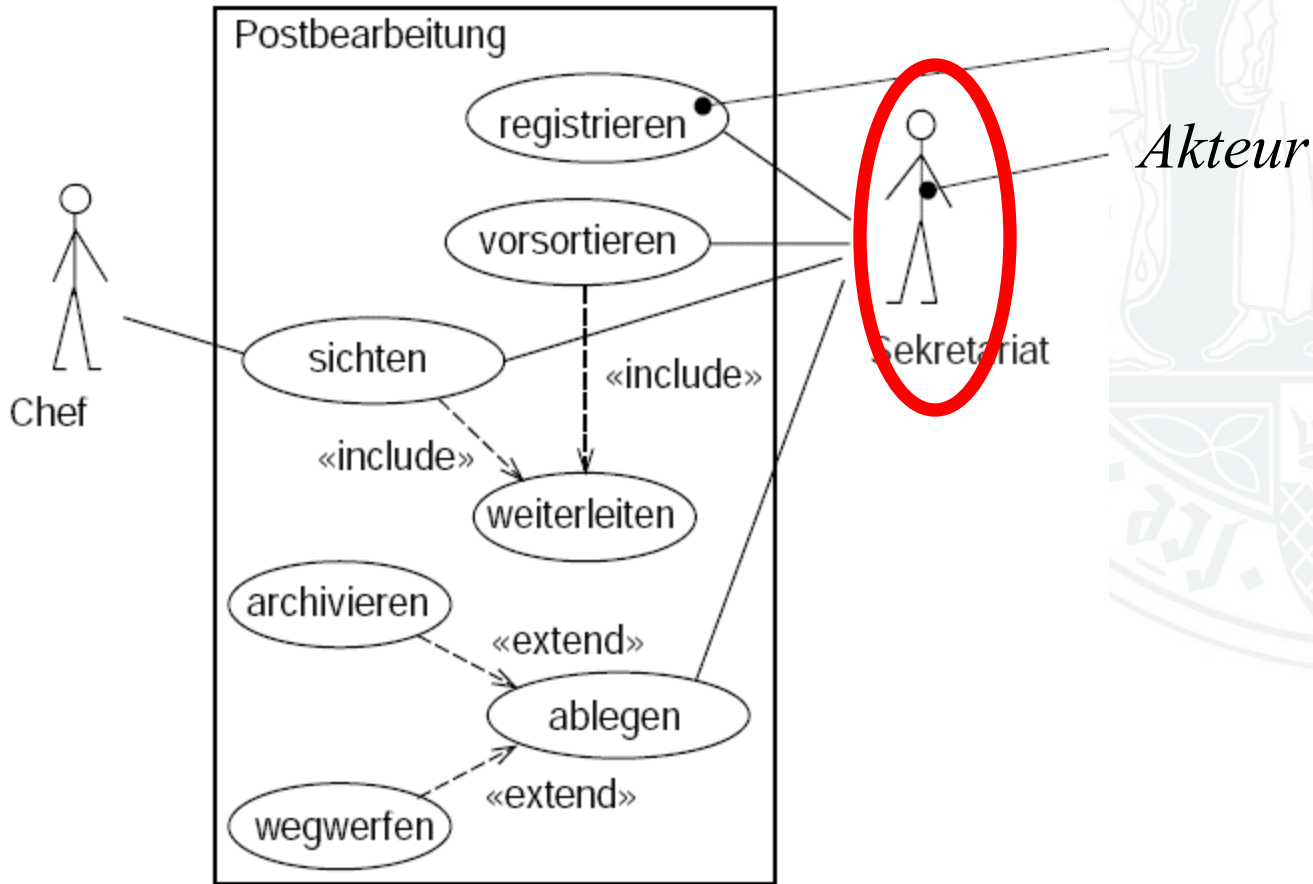 Postbearbeitung
registrieren
Akteur
vorsortieren
sichten
Sekretariat
«include»
Chef
«include»
weiterleiten
archivieren
«extend»
ablegen
«extend»
wegwerfen